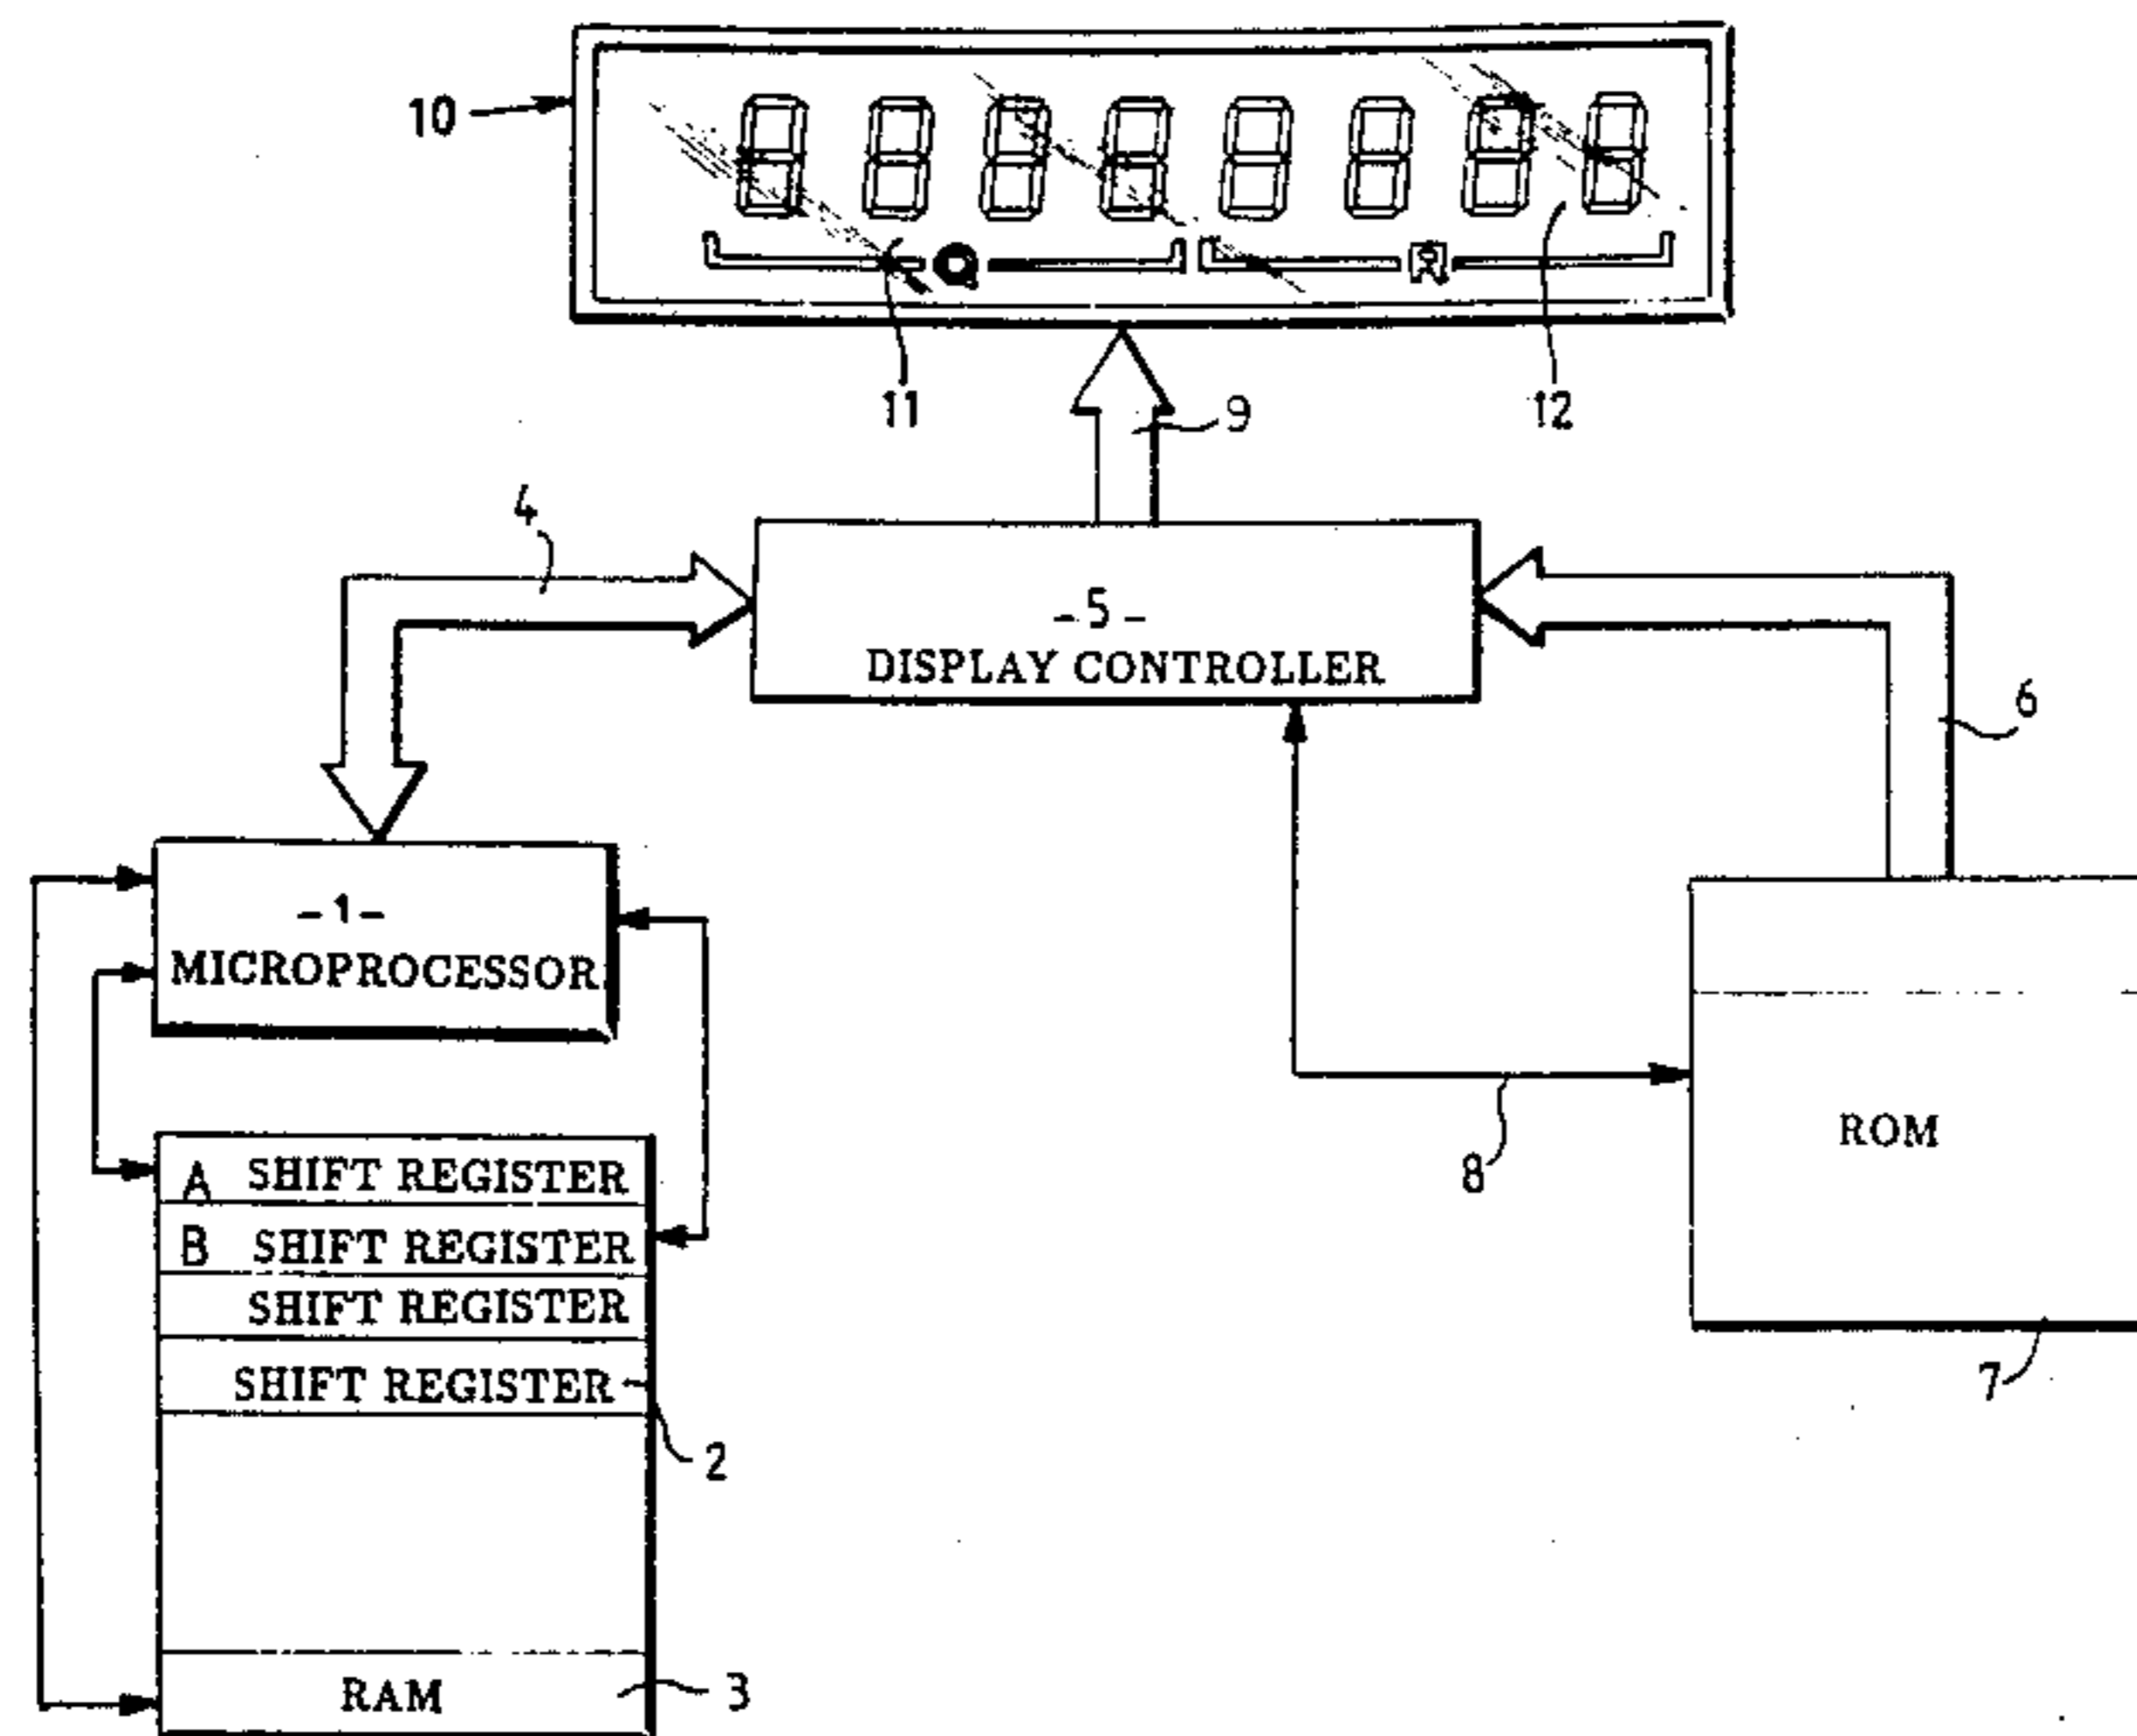 10
Q
R
11
12
9
4
- 5 -
DISPLAY CONTROLLER
6
- 1 -
MICROPROCESSOR
ROM
8
A SHIFT REGISTER
B SHIFT REGISTER
SHIFT REGISTER
SHIFT REGISTER
7
2
RAM
3